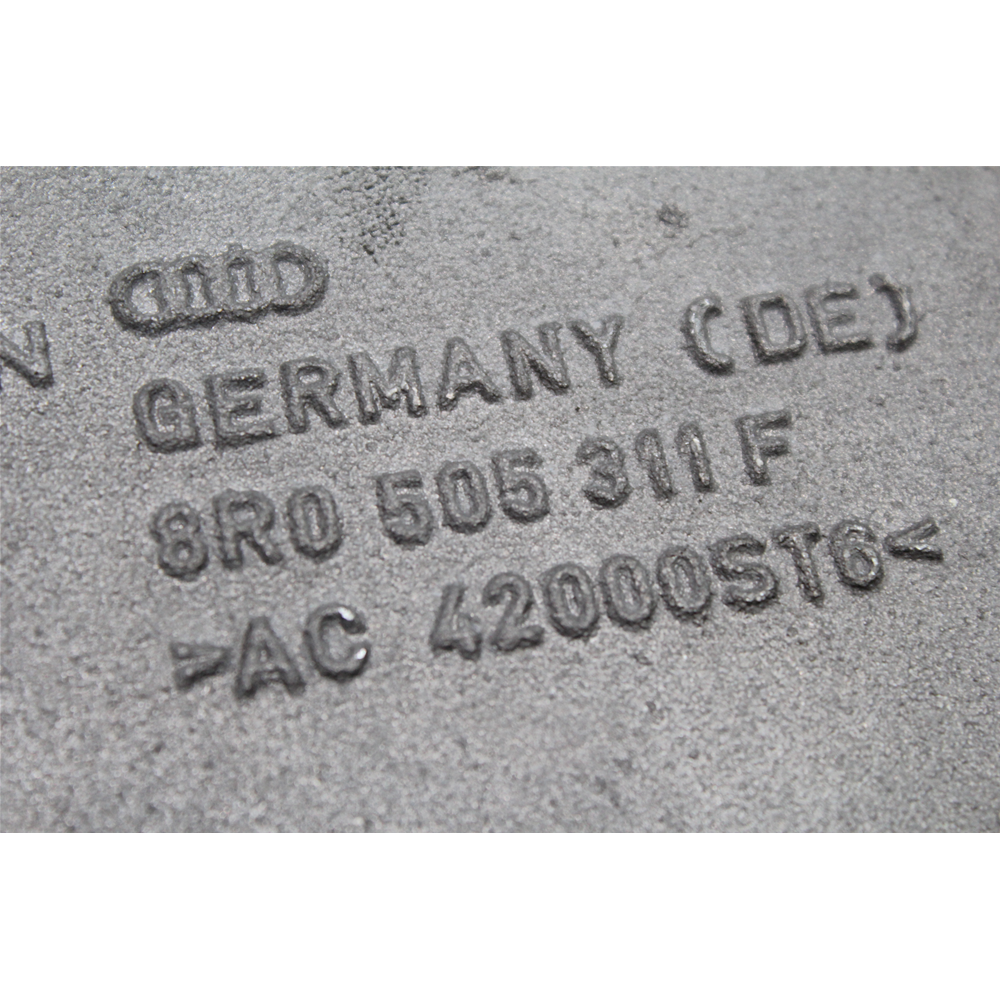 N
GERMANY (DE)
8R0 505 311 F
>AC 42000ST6<